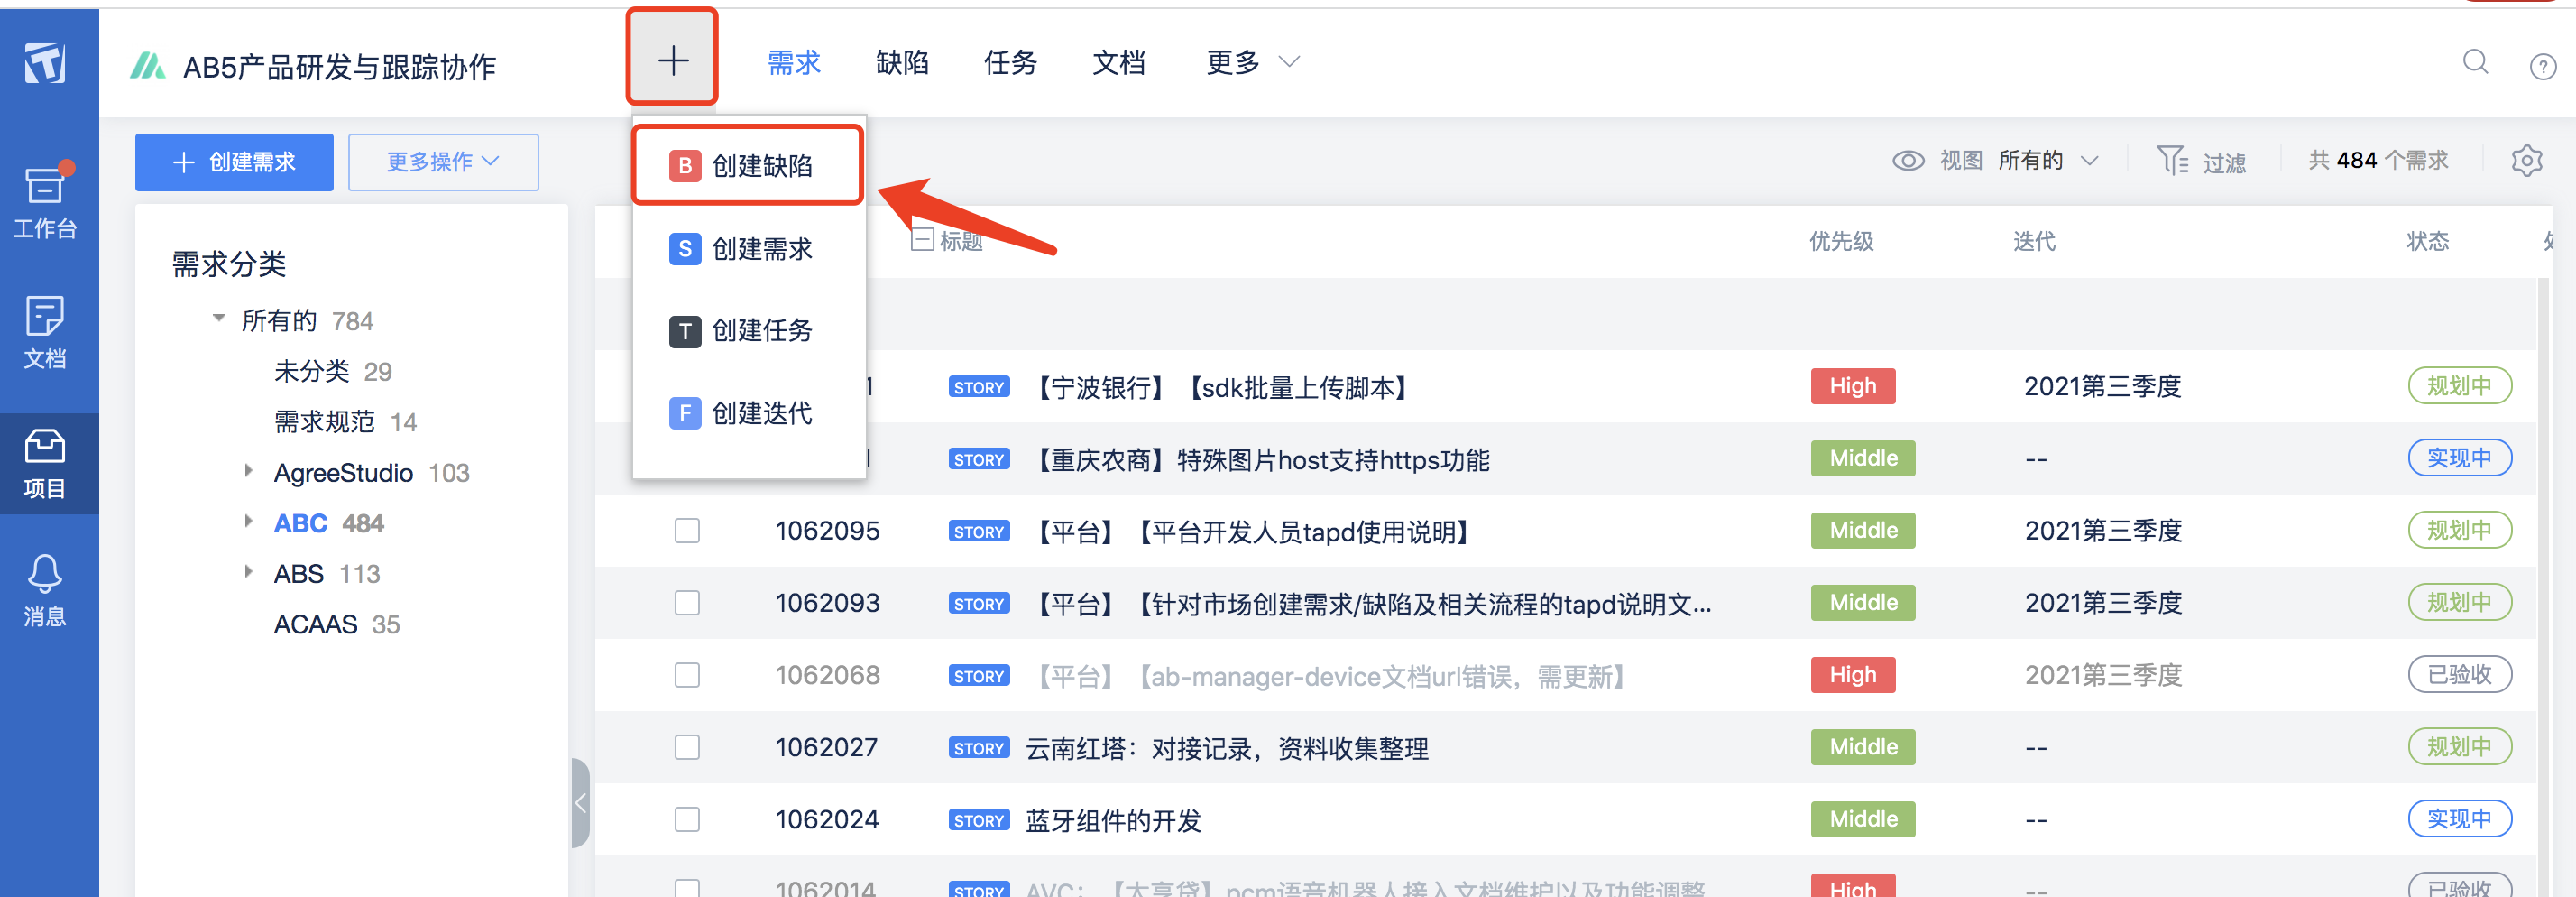 AB5产品研发与跟踪协作
需求 缺陷 任务 文档 更多
创建需求 更多操作
B 创建缺陷
S 创建需求
T 创建任务
F 创建迭代
视图 所有的 过滤 共 484 个需求
工作台
文档
项目
消息
需求分类
所有的 784
未分类 29
需求规范 14
AgreeStudio 103
ABC 484
ABS 113
ACAAS 35
标题 优先级 迭代 状态
STORY 【宁波银行】【sdk批量上传脚本】 High 2021第三季度 规划中
STORY 【重庆农商】特殊图片host支持https功能 Middle -- 实现中
1062095 STORY 【平台】【平台开发人员tapd使用说明】 Middle 2021第三季度 规划中
1062093 STORY 【平台】【针对市场创建需求/缺陷及相关流程的tapd说明文... Middle 2021第三季度 规划中
1062068 STORY 【平台】【ab-manager-device文档url错误，需更新】 High 2021第三季度 已验收
1062027 STORY 云南红塔：对接记录，资料收集整理 Middle -- 规划中
1062024 STORY 蓝牙组件的开发 Middle -- 实现中
1062014 STORY AVC：【大享贷】pcm语音机器人接入文档维护以及功能调整 High -- 已验收